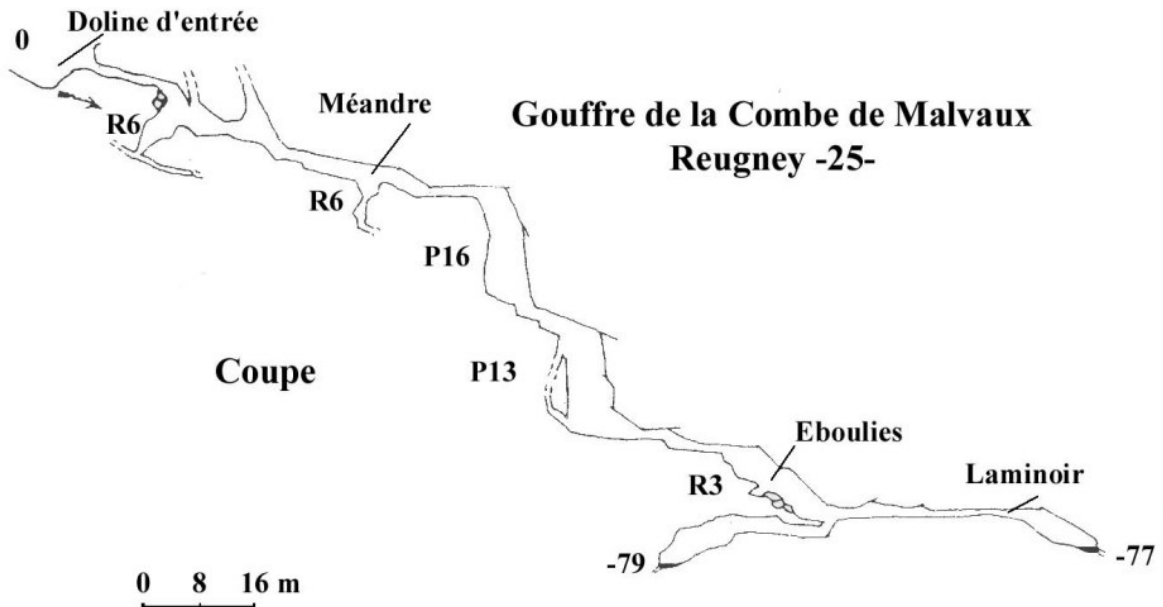 Doline d'entrée
0
Méandre
Gouffre de la Combe de Malvaux
Reugney -25-
R6
R6
P16
Coupe
P13
Eboulies
R3
Laminoir
-79
-77
0 8 16 m